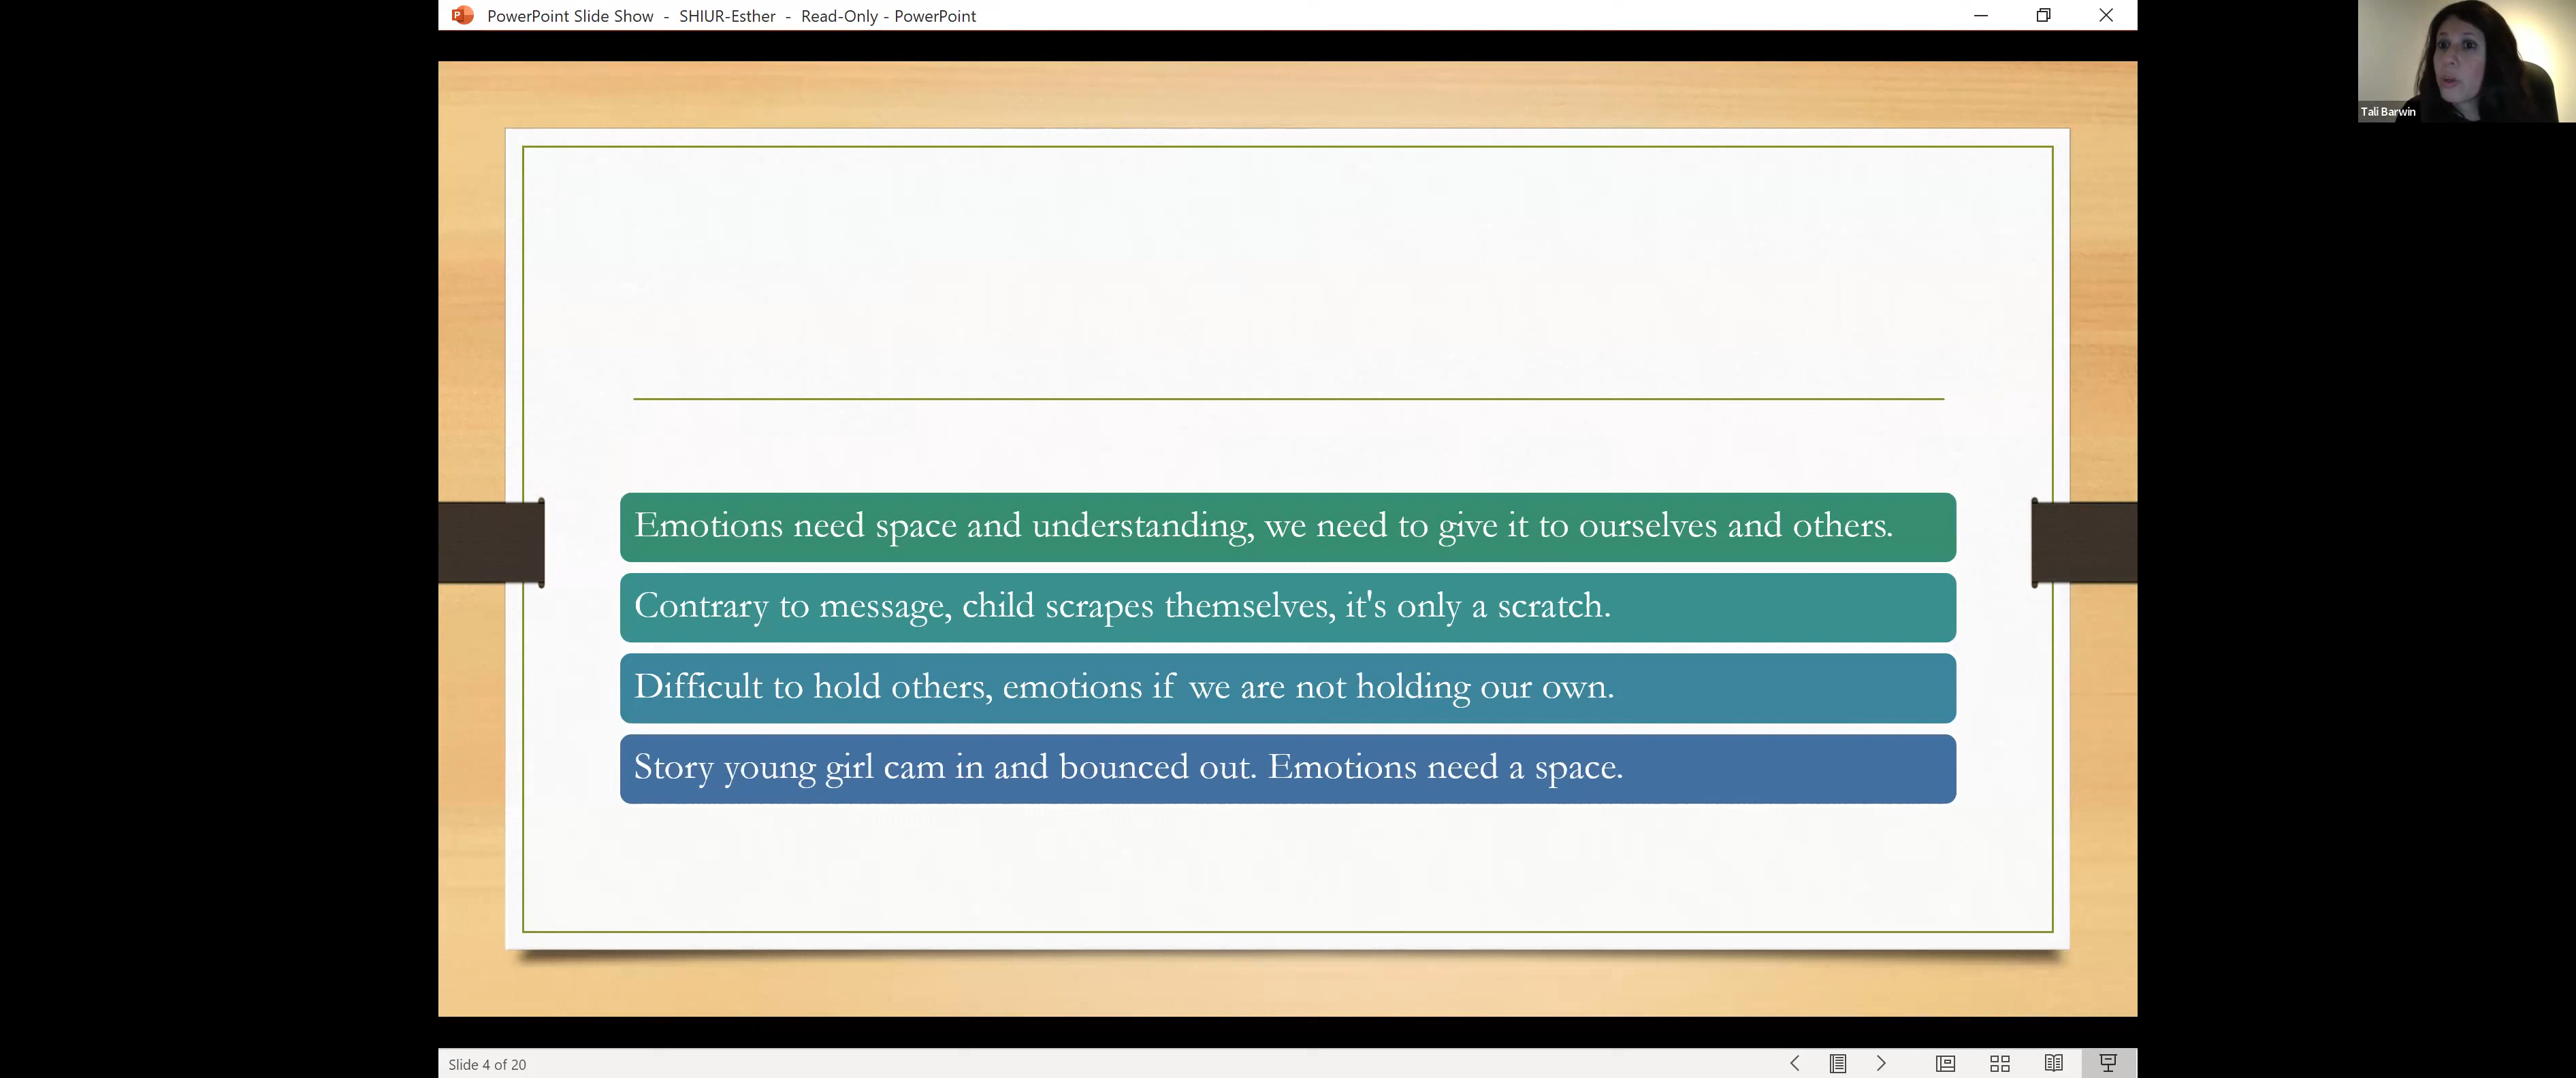 PowerPoint Slide Show - SHIUR-Esther - Read-Only - PowerPoint
Tali Barwin
Emotions need space and understanding, we need to give it to ourselves and others.
Contrary to message, child scrapes themselves, it's only a scratch.
Difficult to hold others, emotions if we are not holding our own.
Story young girl cam in and bounced out. Emotions need a space.
Slide 4 of 20